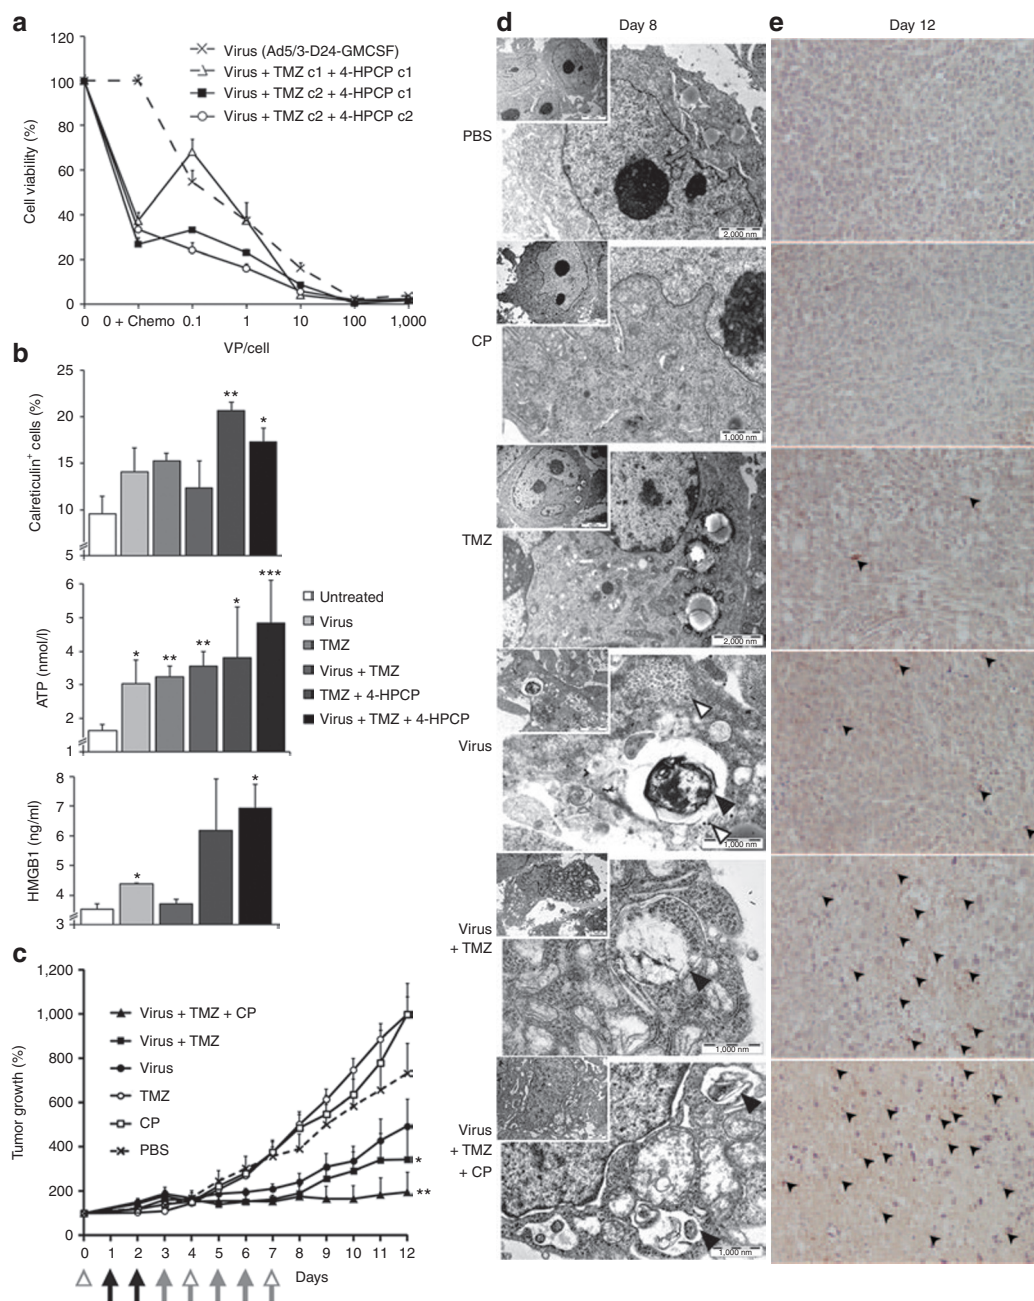 a
120
100
80
60
40
20
0
Cell viability (%)
Virus (Ad5/3-D24-GMCSF)
Virus + TMZ c1 + 4-HPCP c1
Virus + TMZ c2 + 4-HPCP c1
Virus + TMZ c2 + 4-HPCP c2
0 0 + Chemo 0.1 1 10 100 1,000
VP/cell
b
25
20
15
10
5
Calreticulin+ cells (%)
** *
6
5
4
3
2
1
ATP (nmol/l)
* ** ** * ***
Untreated
Virus
TMZ
Virus + TMZ
TMZ + 4-HPCP
Virus + TMZ + 4-HPCP
8
7
6
5
4
3
HMGB1 (ng/ml)
* *
c
1,200
1,000
800
600
400
200
0
Tumor growth (%)
Virus + TMZ + CP
Virus + TMZ
Virus
TMZ
CP
PBS
*
**
0 1 2 3 4 5 6 7 8 9 10 11 12
Days
d
Day 8
PBS
2,000 nm
CP
1,000 nm
TMZ
2,000 nm
Virus
1,000 nm
Virus
+ TMZ
1,000 nm
Virus
+ TMZ
+ CP
1,000 nm
e
Day 12